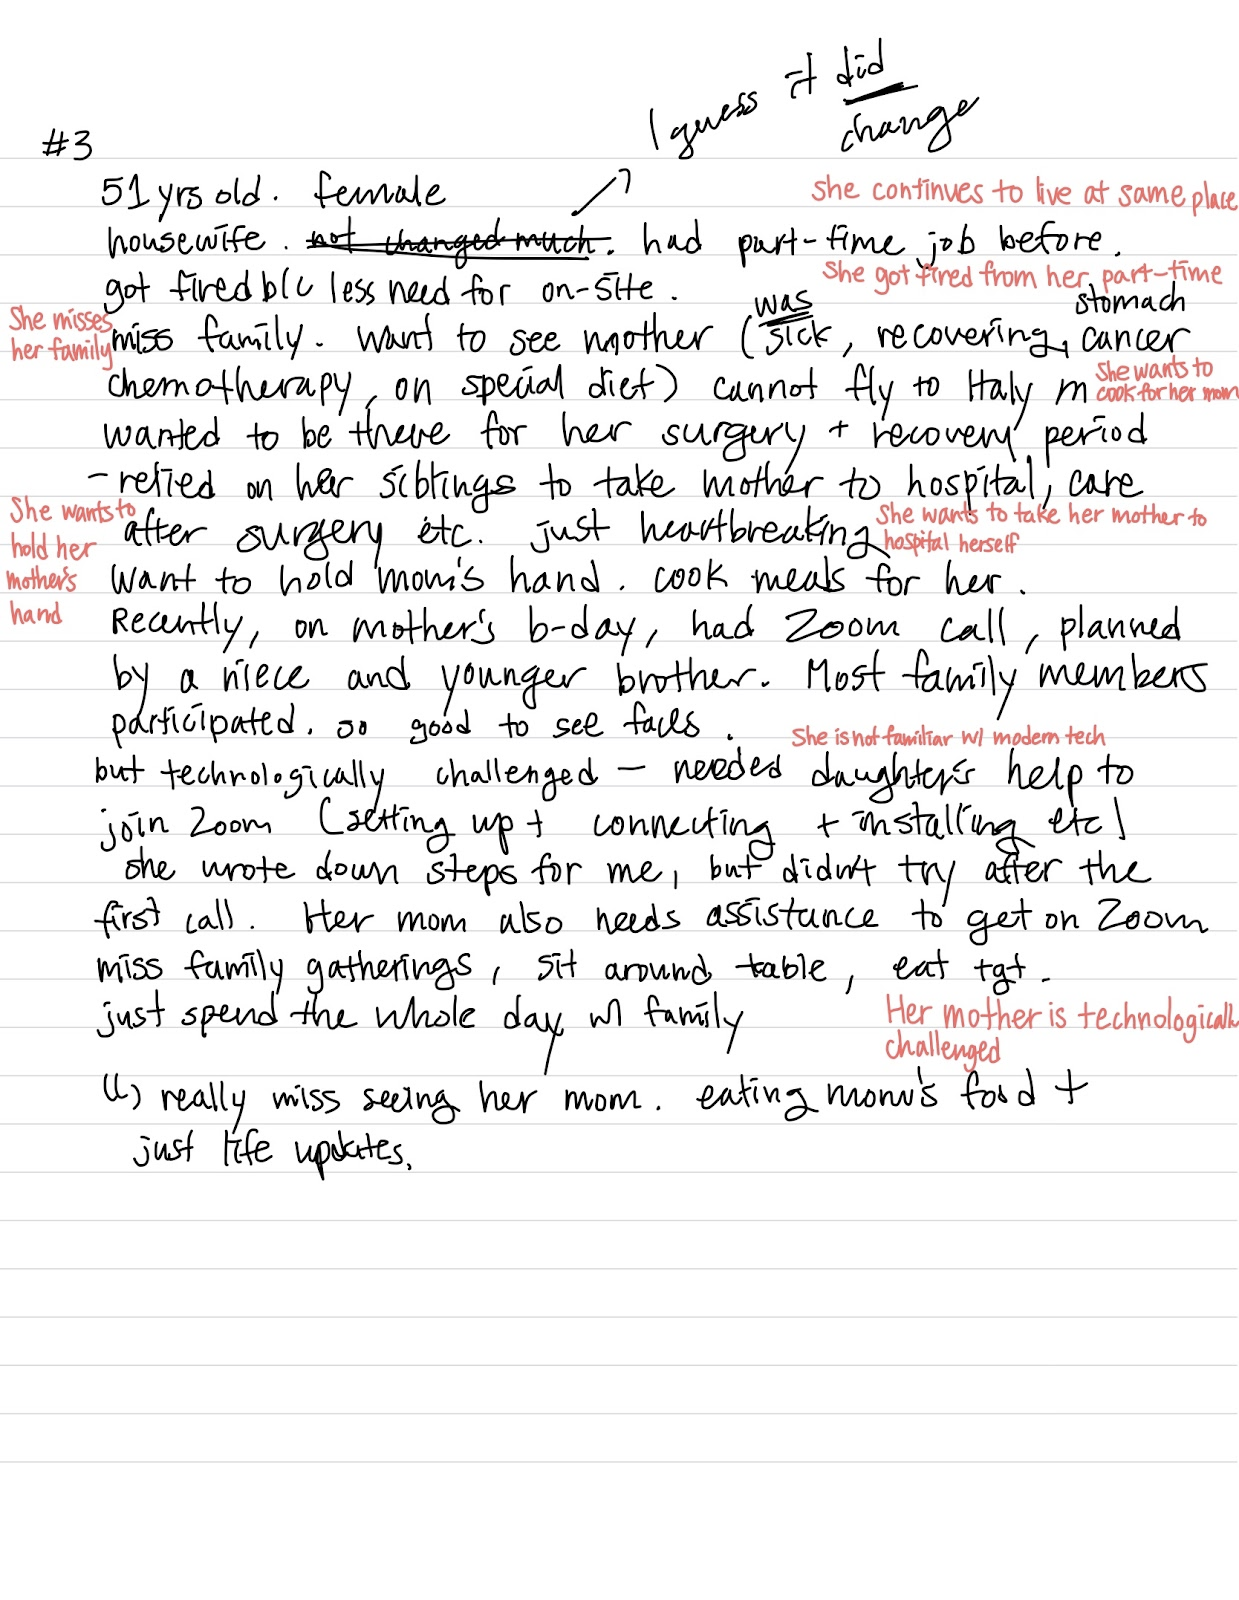 I guess it did
change
#3
51 yrs old. female
She continues to live at same place
housewife. not changed much. had part-time job before.
She got fired from her part-time
got fired b/c less need for on-site.
was
stomach
She misses
her family
miss family. Want to see mother (sick, recovering, cancer
She wants to
cook for her mom
chemotherapy, on special diet) cannot fly to Italy
wanted to be there for her surgery + recovery period
- relied on her siblings to take mother to hospital, care
She wants to
hold her
mother's
hand
She wants to take her mother to
hospital herself
after surgery etc. just heartbreaking
Want to hold mom's hand. cook meals for her.
Recently, on mother's b-day, had Zoom call, planned
by a niece and younger brother. Most family members
participated. so good to see faces.
She is not familiar w/ modern tech
but technologically challenged — needed daughter's help to
join Zoom (setting up + connecting + installing etc)
she wrote down steps for me, but didn't try after the
first call. Her mom also needs assistance to get on Zoom
miss family gatherings, sit around table, eat tgt.
just spend the whole day w/ family
Her mother is technologically
challenged
really miss seeing her mom. eating mom's food +
just life updates.